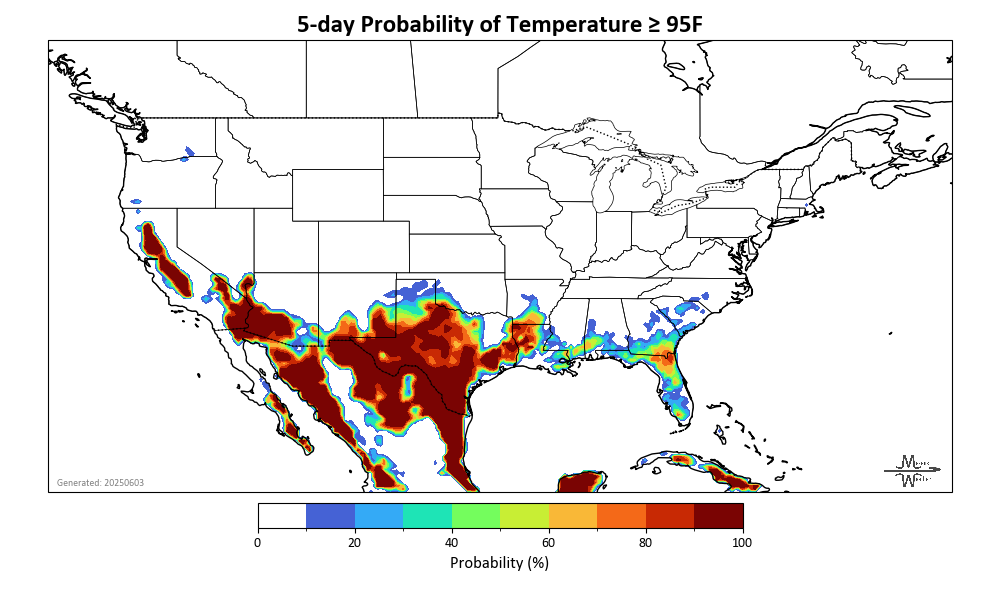 5-day Probability of Temperature ≥ 95F
Generated: 20250603
0 20 40 60 80 100
Probability (%)